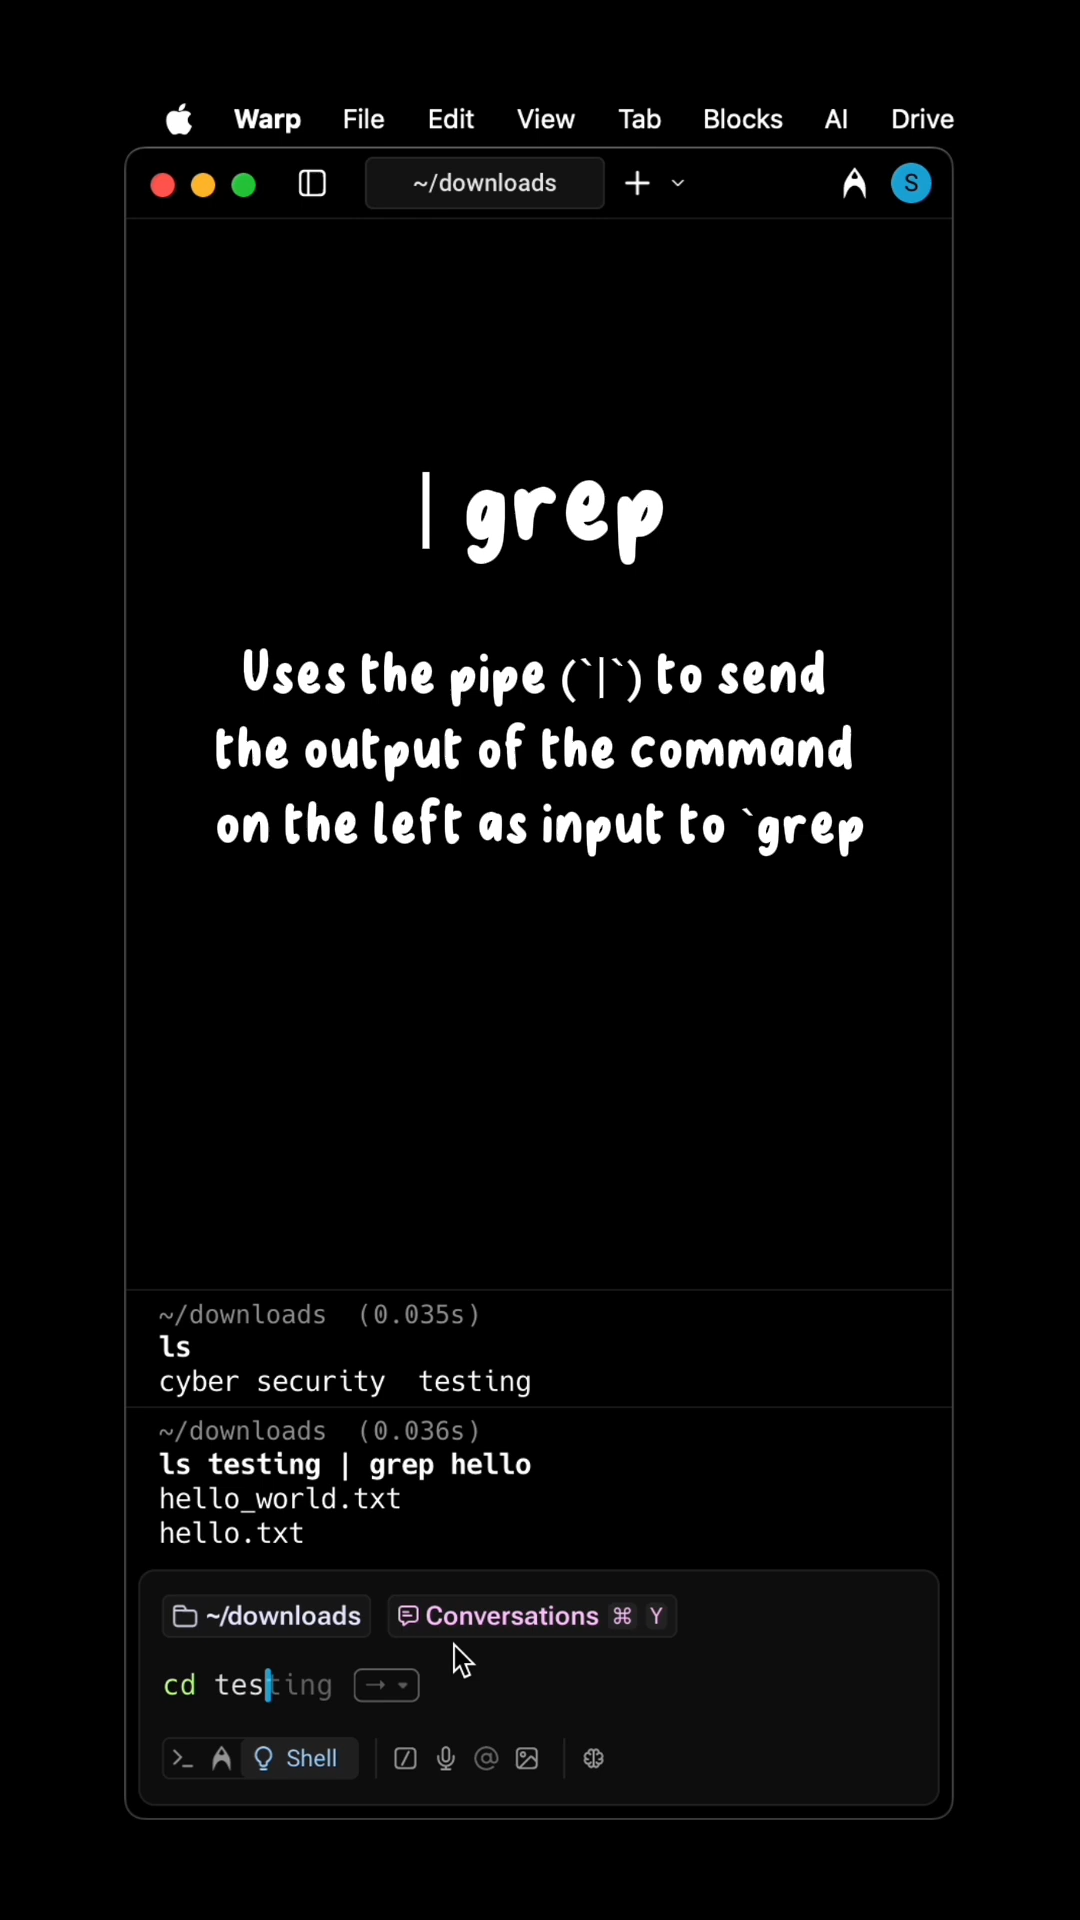 Warp File Edit View Tab Blocks AI Drive
~/downloads
S
| grep
Uses the pipe (`|`) to send
the output of the command
on the left as input to `grep
~/downloads (0.035s)
ls
cyber security testing
~/downloads (0.036s)
ls testing | grep hello
hello_world.txt
hello.txt
~/downloads Conversations ⌘ Y
cd testing
Shell